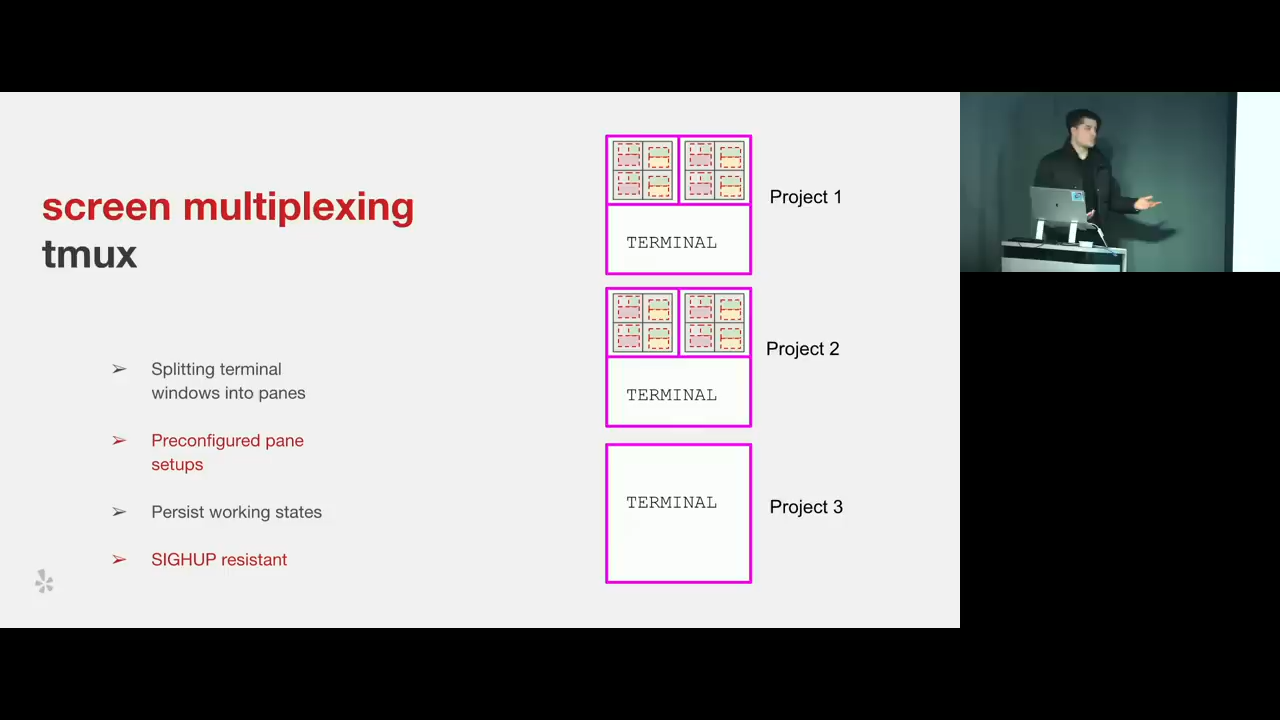 screen multiplexing
tmux
➢ Splitting terminal
windows into panes
➢ Preconfigured pane
setups
➢ Persist working states
➢ SIGHUP resistant
TERMINAL
Project 1
TERMINAL
Project 2
TERMINAL
Project 3